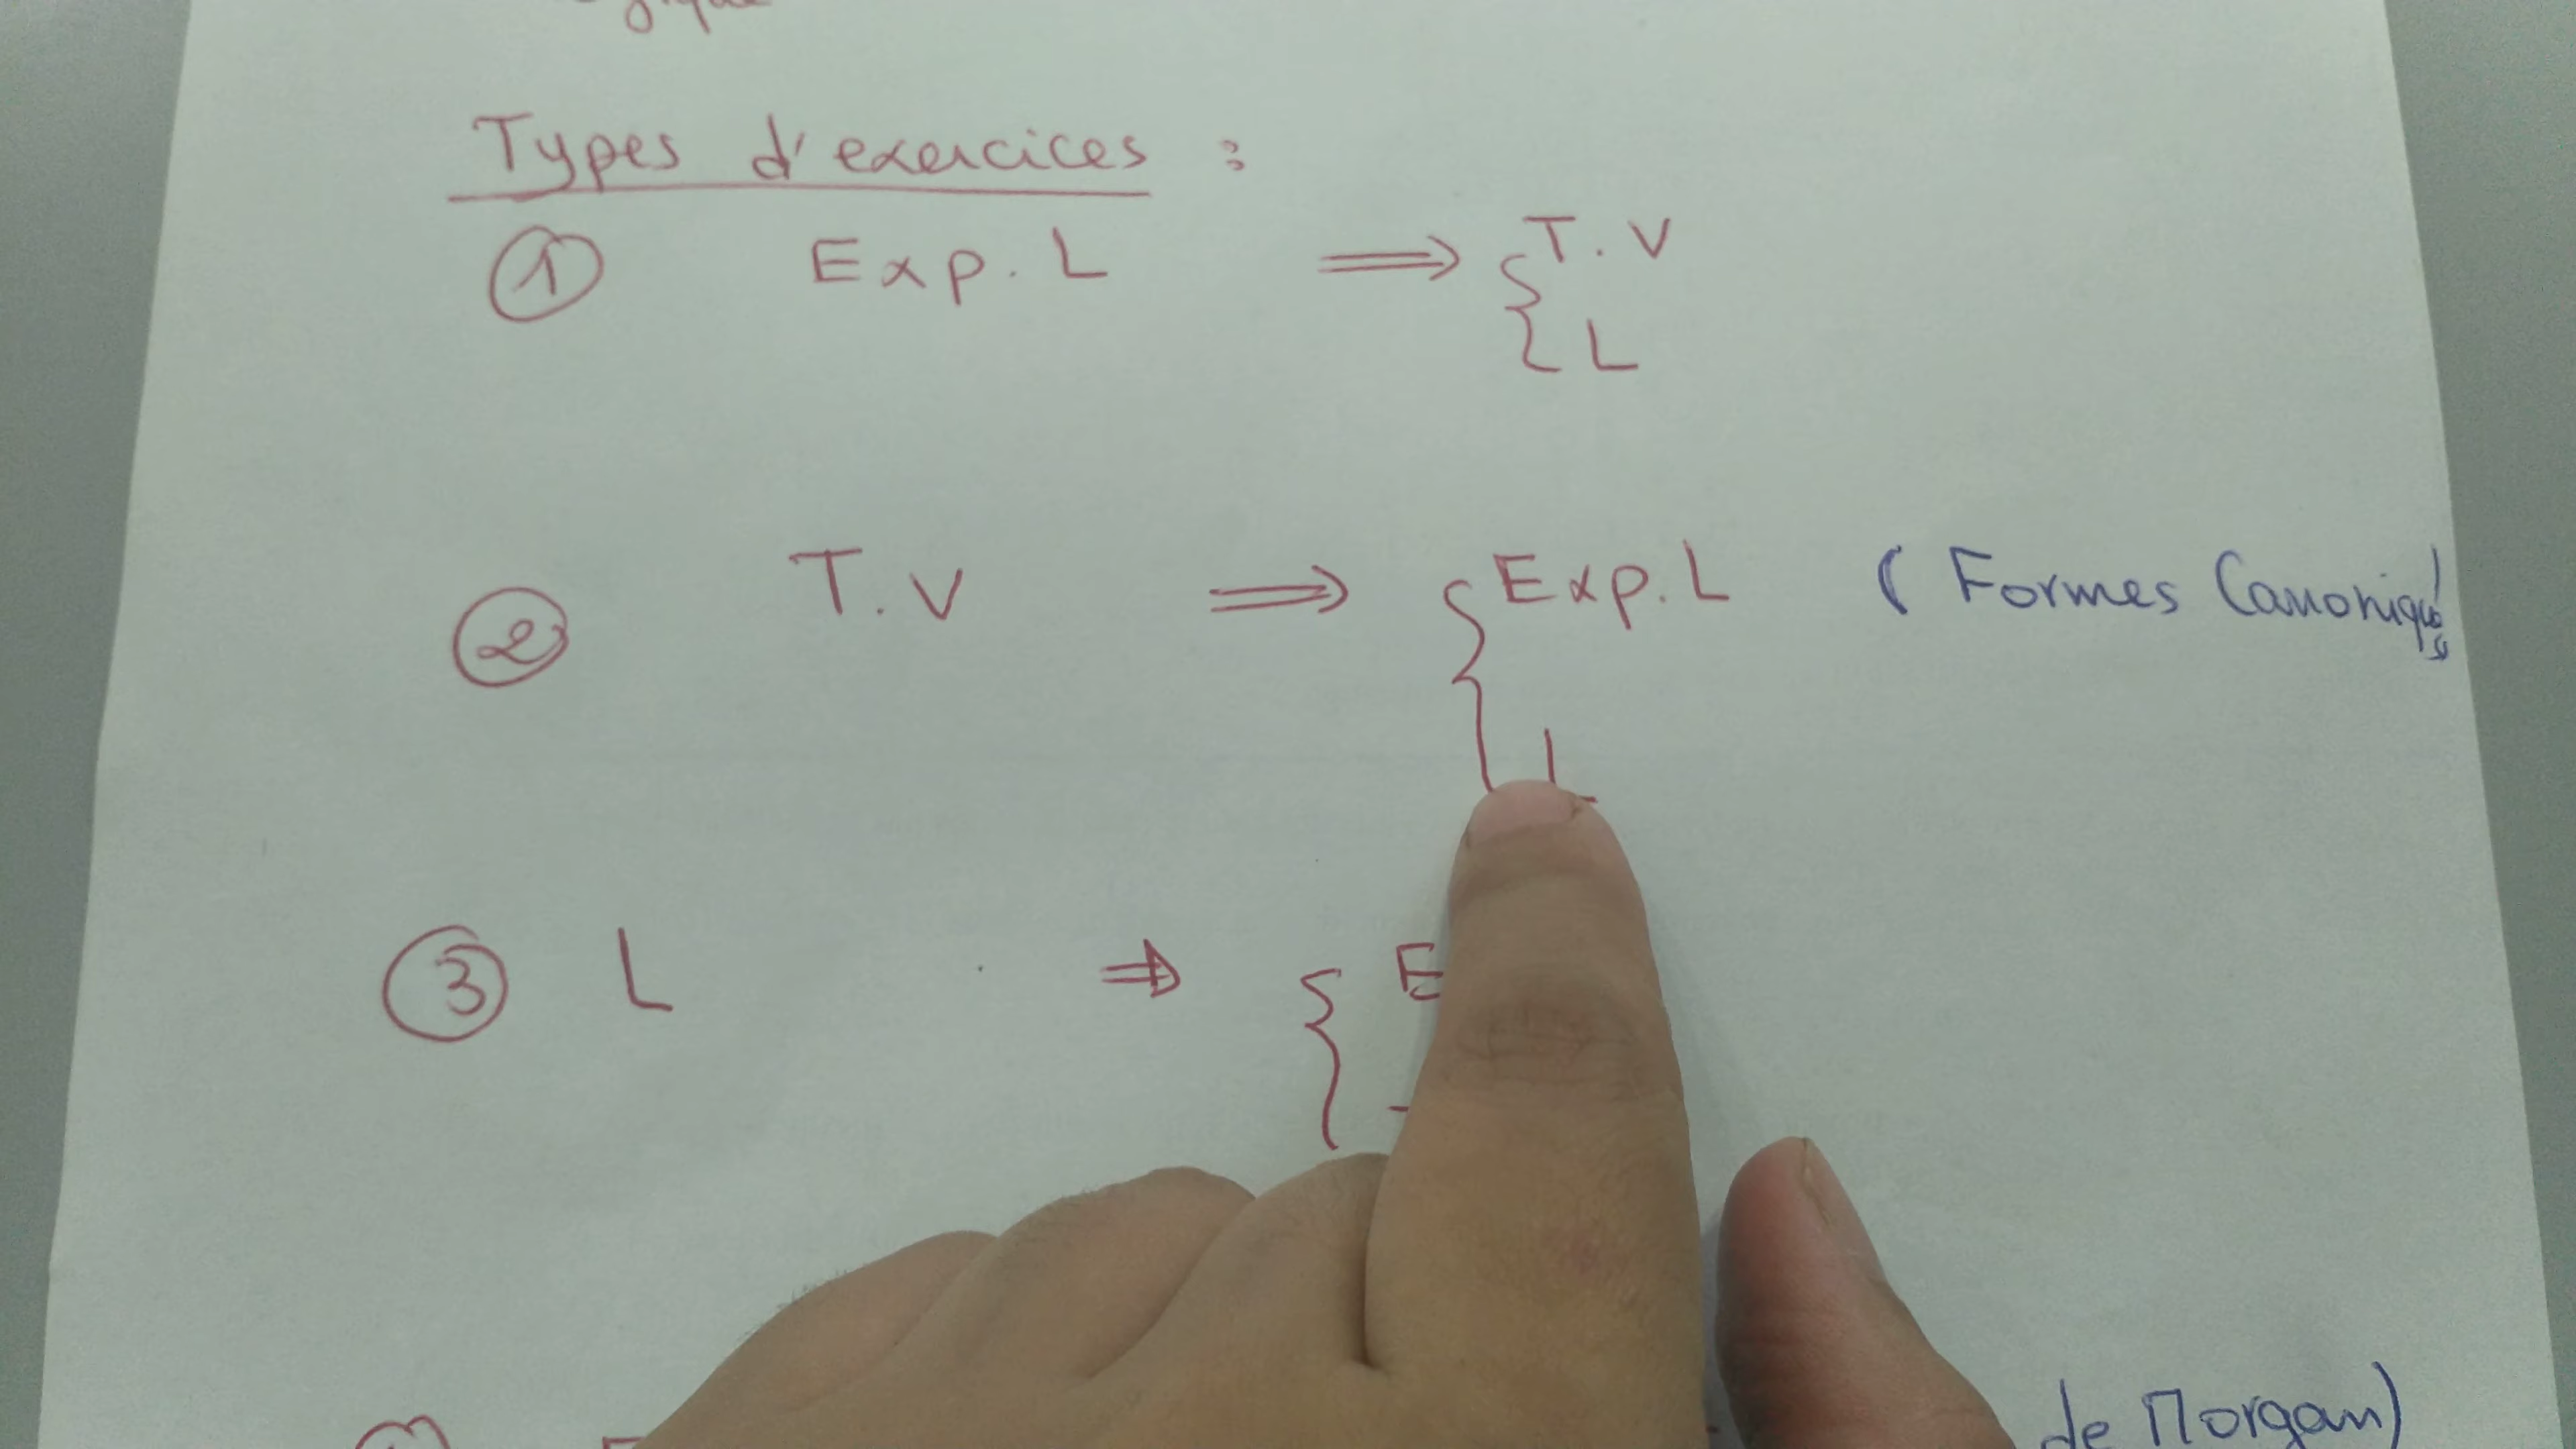 Types d'exercices :
① Exp. L ⟹ { T. V
L
② T. V ⟹ { Exp. L ( Formes Canoniques
L
③ L ⇒ { E
de Morgan)